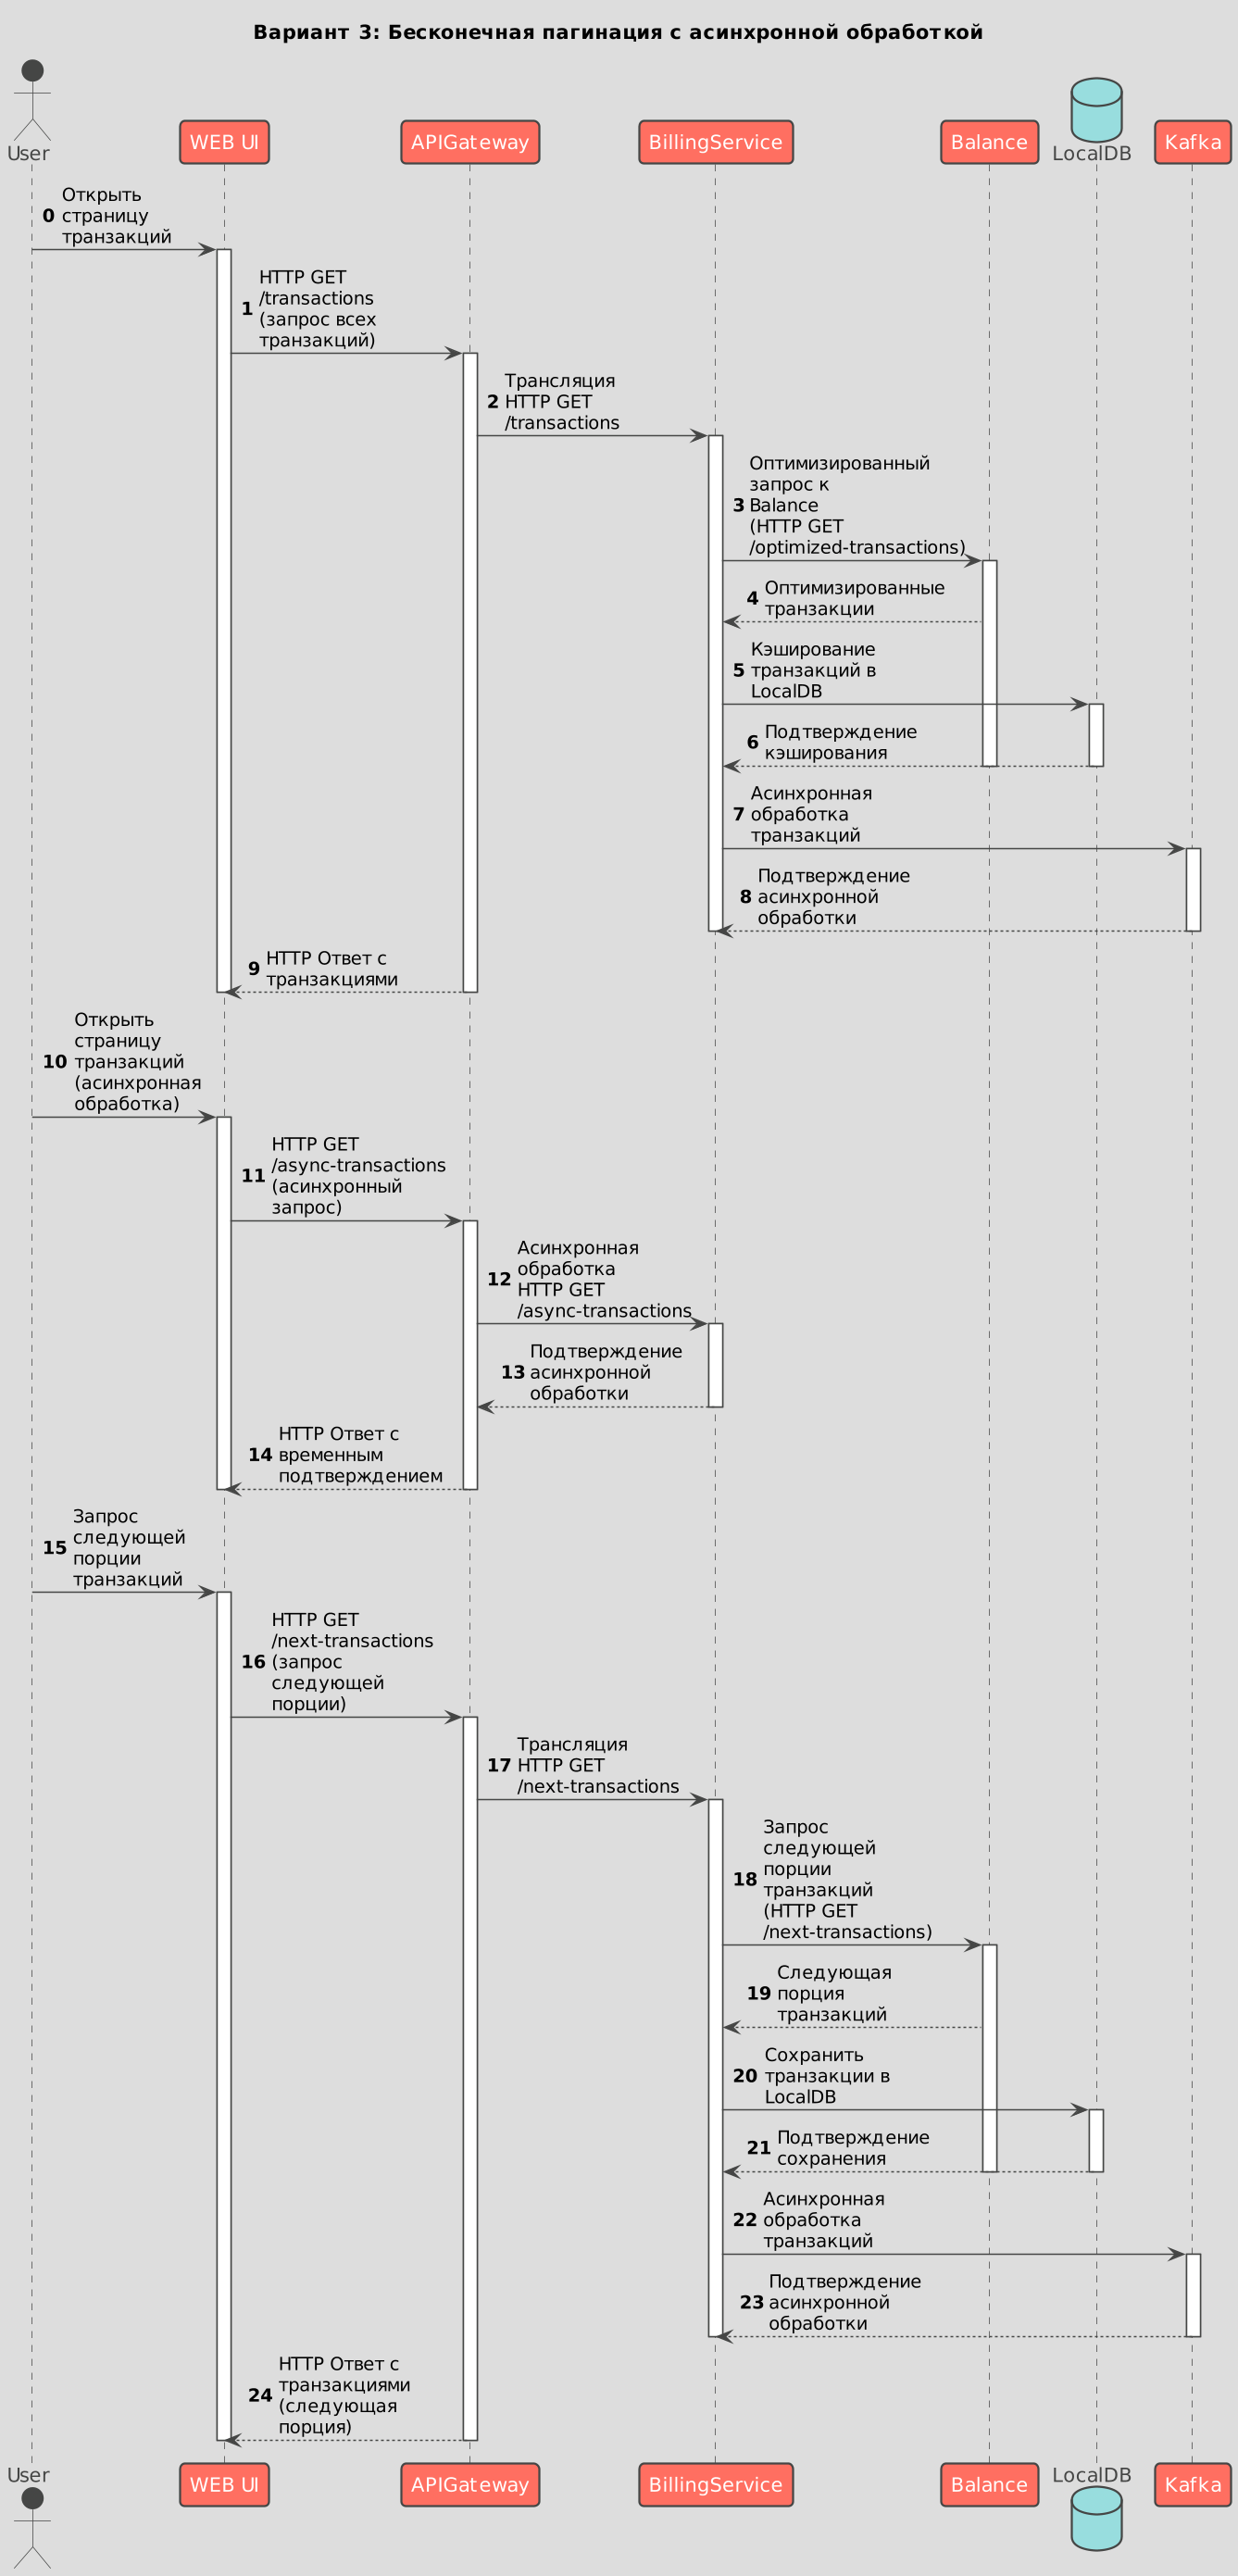 Вариант 3: Бесконечная пагинация с асинхронной обработкой
User
WEB UI
APIGateway
BillingService
Balance
LocalDB
Kafka
0
Открыть
страницу
транзакций
1
HTTP GET
/transactions
(запрос всех
транзакций)
2
Трансляция
HTTP GET
/transactions
3
Оптимизированный
запрос к
Balance
(HTTP GET
/optimized-transactions)
4
Оптимизированные
транзакции
5
Кэширование
транзакций в
LocalDB
6
Подтверждение
кэширования
7
Асинхронная
обработка
транзакций
8
Подтверждение
асинхронной
обработки
9
HTTP Ответ с
транзакциями
10
Открыть
страницу
транзакций
(асинхронная
обработка)
11
HTTP GET
/async-transactions
(асинхронный
запрос)
12
Асинхронная
обработка
HTTP GET
/async-transactions
13
Подтверждение
асинхронной
обработки
14
HTTP Ответ с
временным
подтверждением
15
Запрос
следующей
порции
транзакций
16
HTTP GET
/next-transactions
(запрос
следующей
порции)
17
Трансляция
HTTP GET
/next-transactions
18
Запрос
следующей
порции
транзакций
(HTTP GET
/next-transactions)
19
Следующая
порция
транзакций
20
Сохранить
транзакции в
LocalDB
21
Подтверждение
сохранения
22
Асинхронная
обработка
транзакций
23
Подтверждение
асинхронной
обработки
24
HTTP Ответ с
транзакциями
(следующая
порция)
User
WEB UI
APIGateway
BillingService
Balance
LocalDB
Kafka